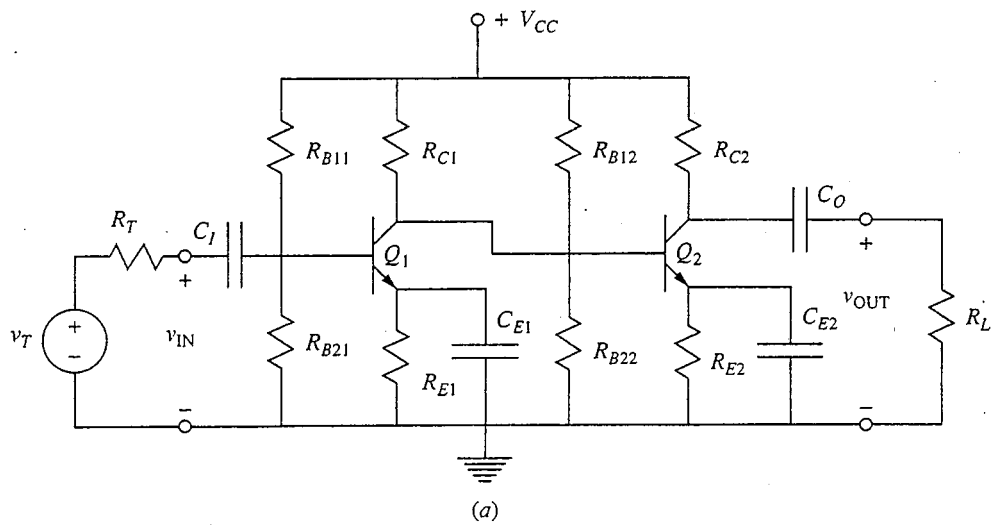 + V_CC
R_B11
R_C1
R_B12
R_C2
R_T
C_I
Q_1
Q_2
C_O
+
+
v_T
+
−
v_IN
R_B21
R_E1
C_E1
R_B22
R_E2
C_E2
v_OUT
R_L
−
−
(a)